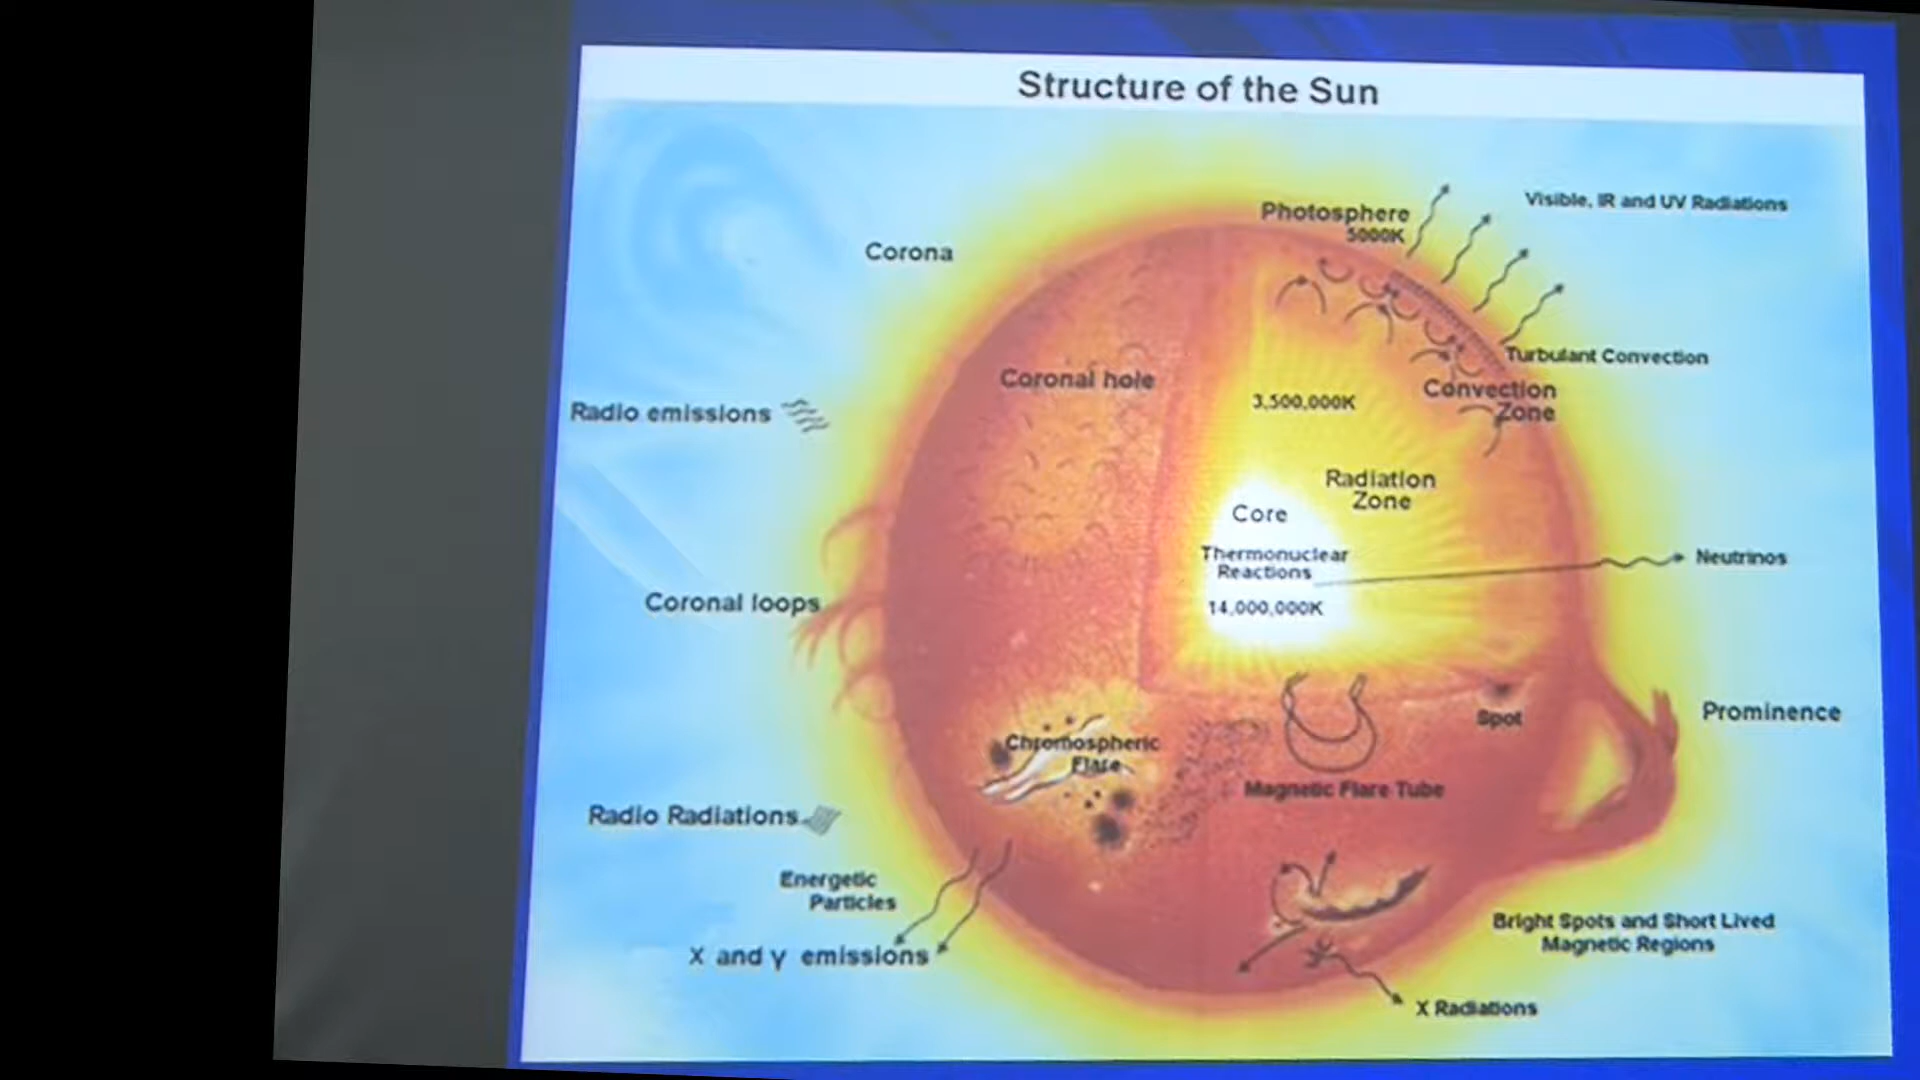 Structure of the Sun
Visible, IR and UV Radiations
Photosphere
5000K
Corona
Turbulant Convection
Coronal hole
Convection
Zone
3,500,000K
Radio emissions
Radiation
Zone
Core
Thermonuclear
Reactions
Neutrinos
14,000,000K
Coronal loops
Prominence
Spot
Chromospheric
Flare
Magnetic Flare Tube
Radio Radiations
Energetic
Particles
Bright Spots and Short Lived
Magnetic Regions
X and γ emissions
X Radiations